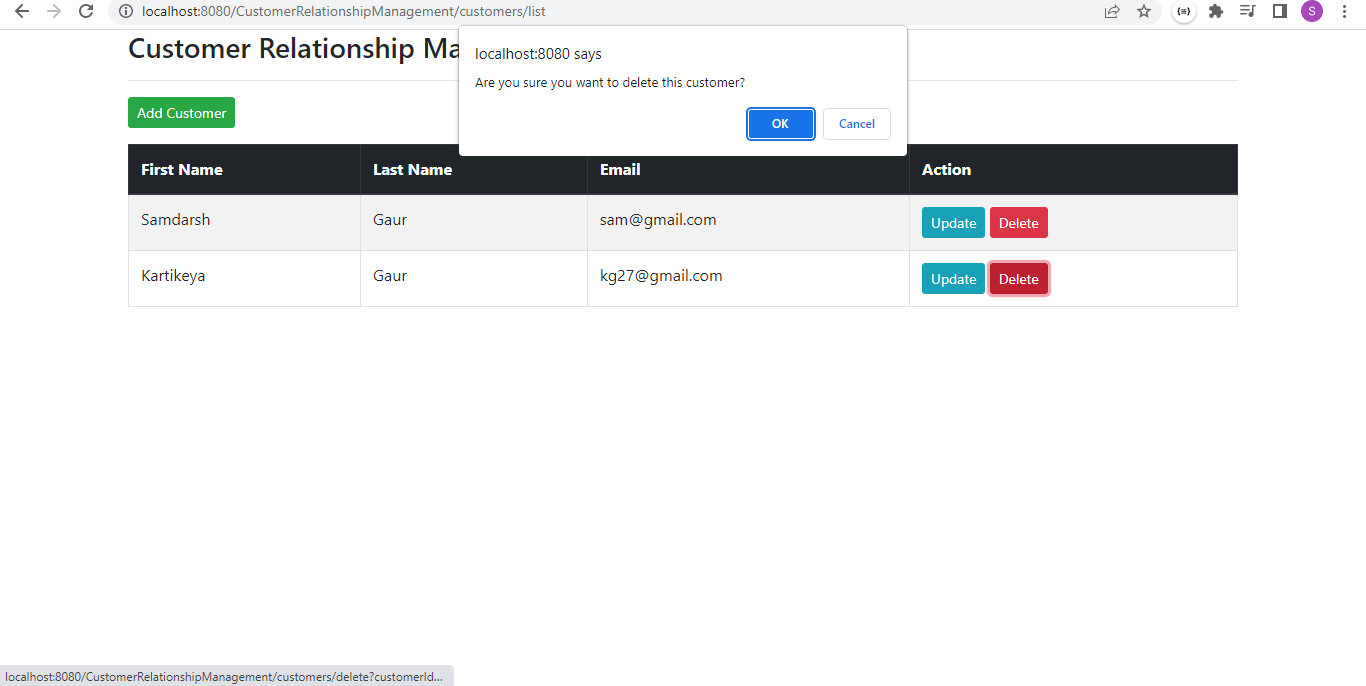 localhost:8080/CustomerRelationshipManagement/customers/list
S
Customer Relationship Ma
localhost:8080 says
Are you sure you want to delete this customer?
OK
Cancel
Add Customer
First Name Last Name Email Action
Samdarsh Gaur sam@gmail.com Update Delete
Kartikeya Gaur kg27@gmail.com Update Delete
localhost:8080/CustomerRelationshipManagement/customers/delete?customerId...